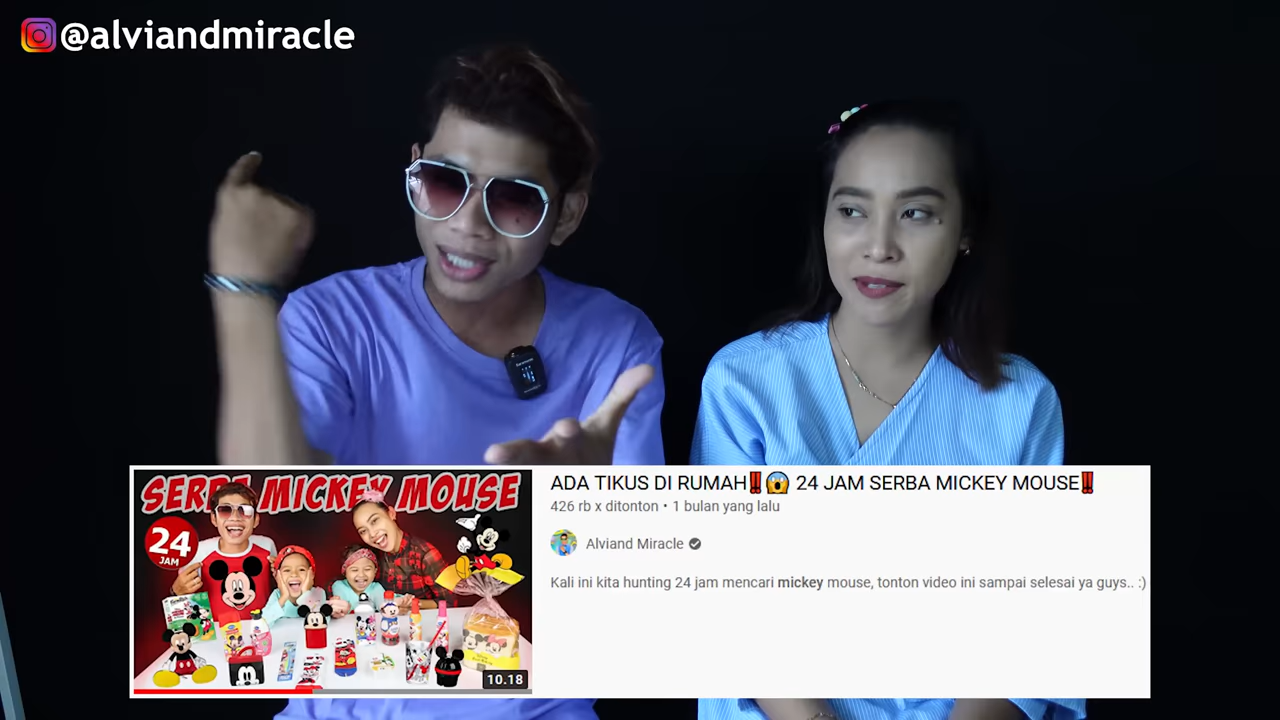 @alviandmiracle
SERBA MICKEY MOUSE
24
JAM
10.18
ADA TIKUS DI RUMAH‼️😱 24 JAM SERBA MICKEY MOUSE‼️
426 rb x ditonton • 1 bulan yang lalu
Alviand Miracle
Kali ini kita hunting 24 jam mencari mickey mouse, tonton video ini sampai selesai ya guys.. :)